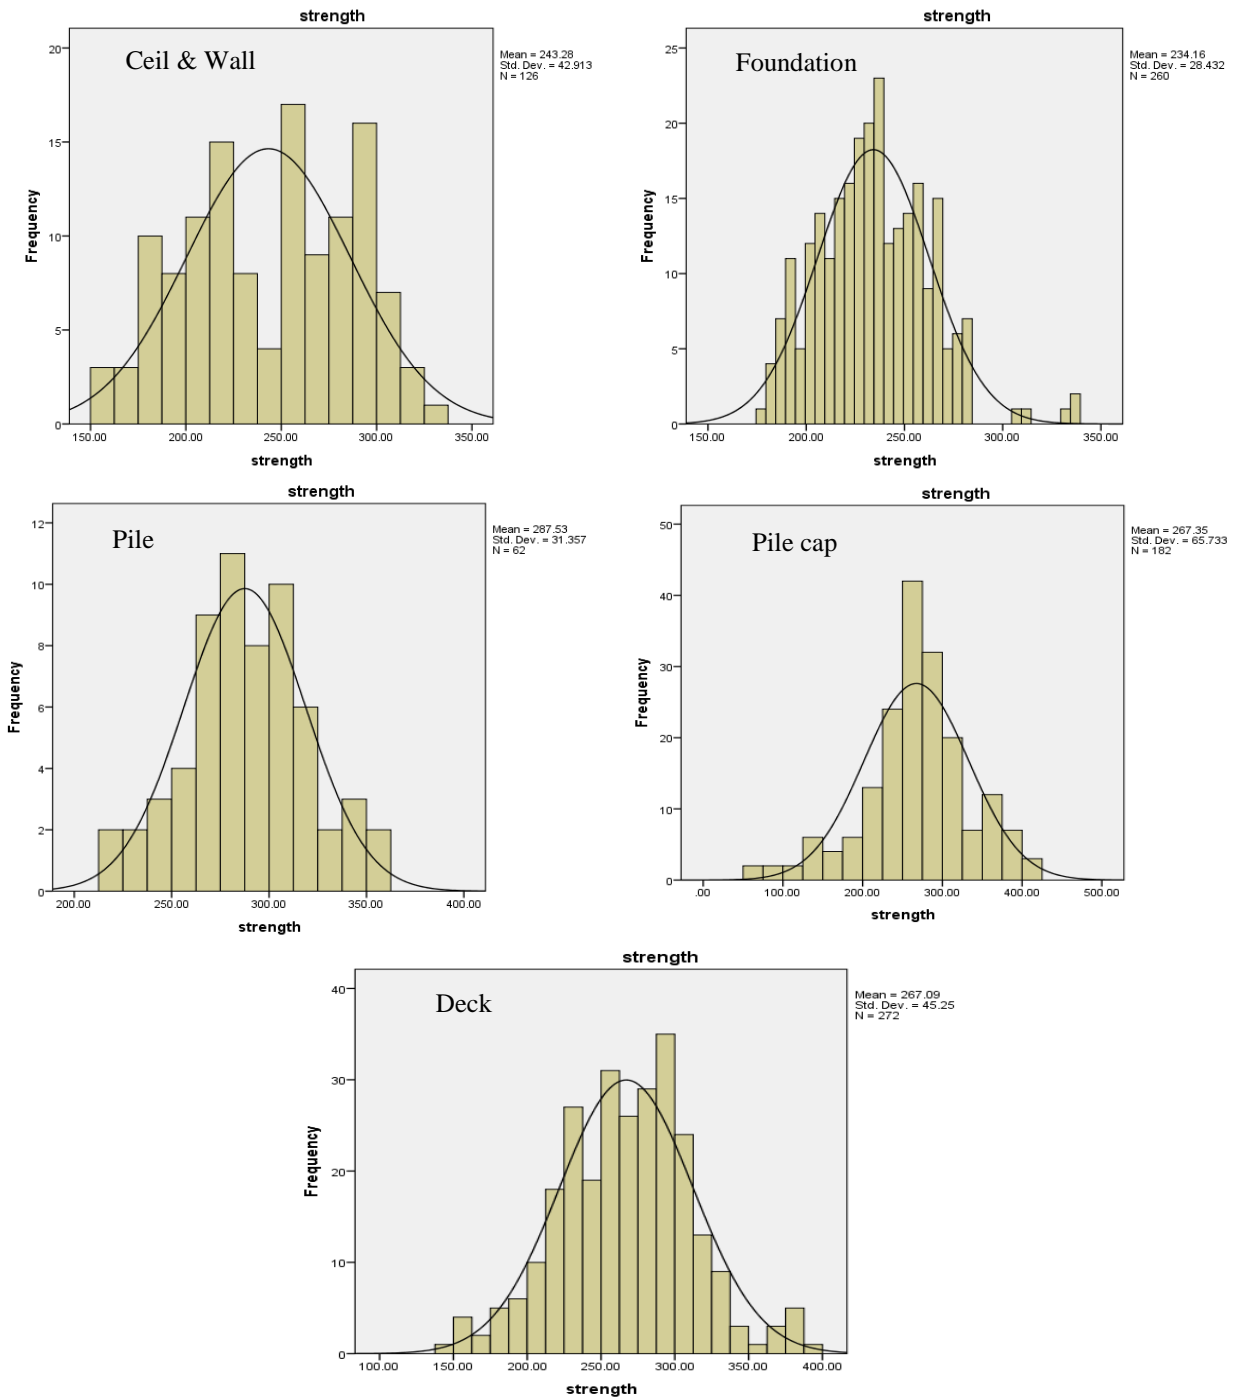 strength
Ceil & Wall
Mean = 243.28
Std. Dev. = 42.913
N = 126
20
15
10
5
0
Frequency
150.00 200.00 250.00 300.00 350.00
strength
strength
Foundation
Mean = 234.16
Std. Dev. = 28.432
N = 260
25
20
15
10
5
0
Frequency
150.00 200.00 250.00 300.00 350.00
strength
strength
Pile
Mean = 287.53
Std. Dev. = 31.357
N = 62
12
10
8
6
4
2
0
Frequency
200.00 250.00 300.00 350.00 400.00
strength
strength
Pile cap
Mean = 267.35
Std. Dev. = 65.733
N = 182
50
40
30
20
10
0
Frequency
.00 100.00 200.00 300.00 400.00 500.00
strength
strength
Deck
Mean = 267.09
Std. Dev. = 45.25
N = 272
40
30
20
10
0
Frequency
100.00 150.00 200.00 250.00 300.00 350.00 400.00
strength